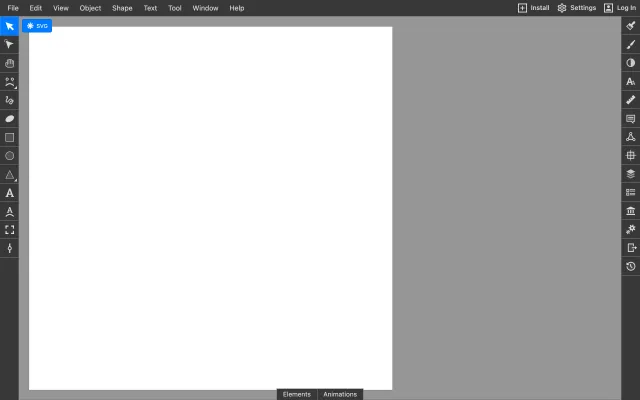 File Edit View Object Shape Text Tool Window Help Install Settings Log In
SVG
Elements Animations